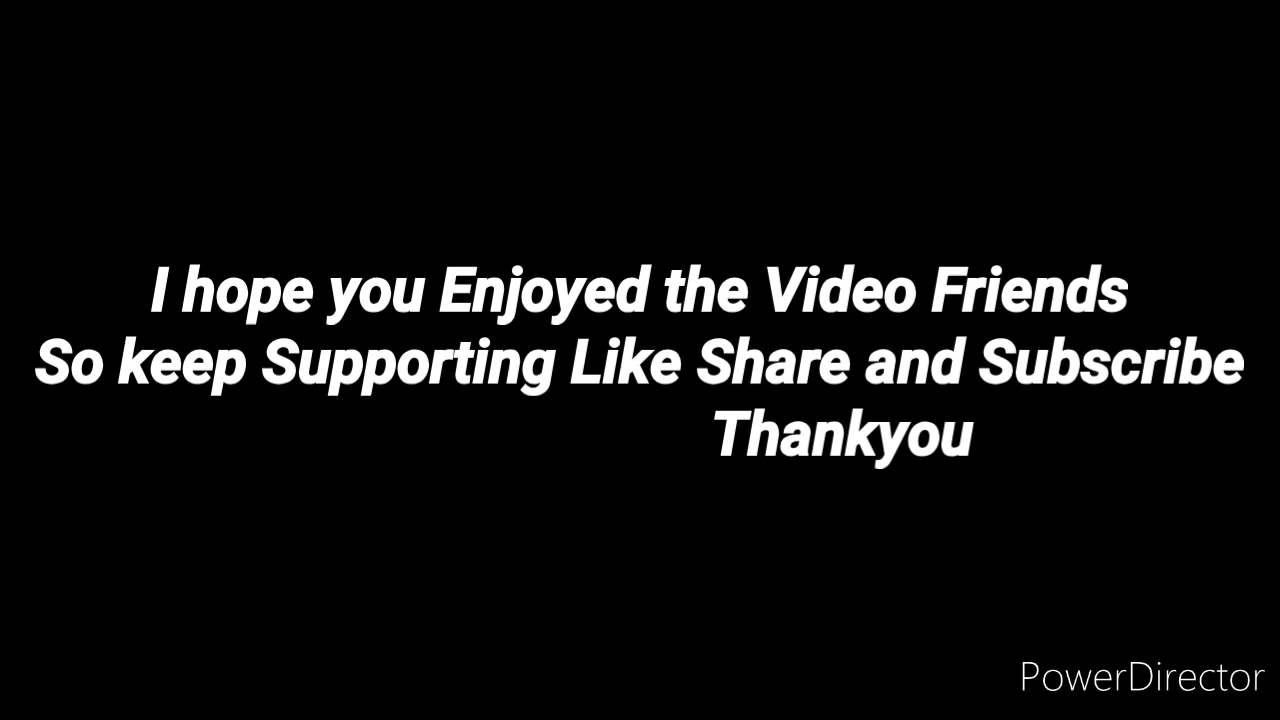 I hope you Enjoyed the Video Friends
So keep Supporting Like Share and Subscribe
Thankyou
PowerDirector